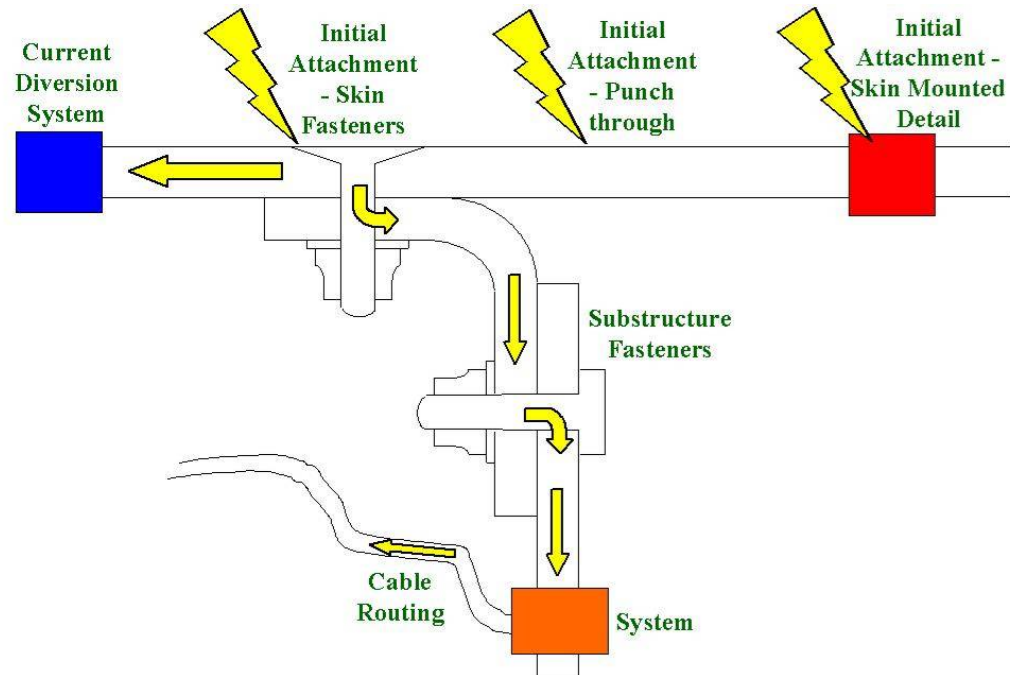 Current
Diversion
System
Initial
Attachment
- Skin
Fasteners
Initial
Attachment
- Punch
through
Initial
Attachment -
Skin Mounted
Detail
Substructure
Fasteners
Cable
Routing
System